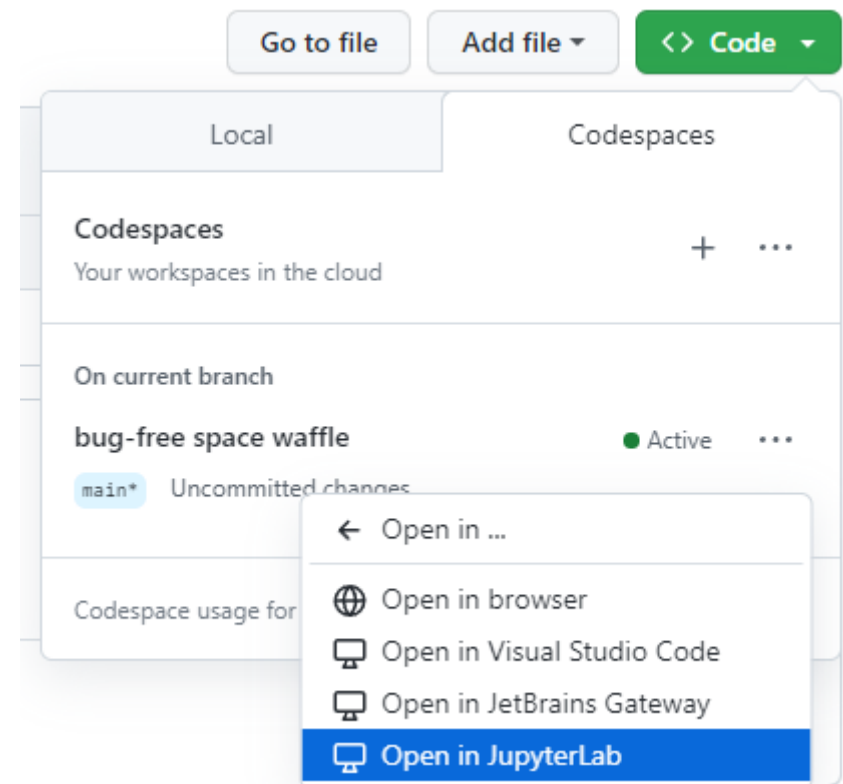 Go to file
Add file
Code
Local
Codespaces
Codespaces
Your workspaces in the cloud
On current branch
bug-free space waffle
Active
main*
Uncommitted changes
Open in ...
Codespace usage for
Open in browser
Open in Visual Studio Code
Open in JetBrains Gateway
Open in JupyterLab